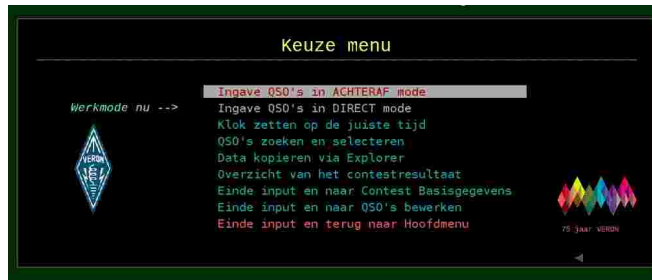 Keuze menu
Ingave QSO's in ACHTERAF mode
Werkmode nu -->
Ingave QSO's in DIRECT mode
Klok zetten op de juiste tijd
QSO's zoeken en selecteren
Data kopieren via Explorer
Overzicht van het contestresultaat
Einde input en naar Contest Basisgegevens
Einde input en naar QSO's bewerken
Einde input en terug naar Hoofdmenu
VERON
75 jaar VERON